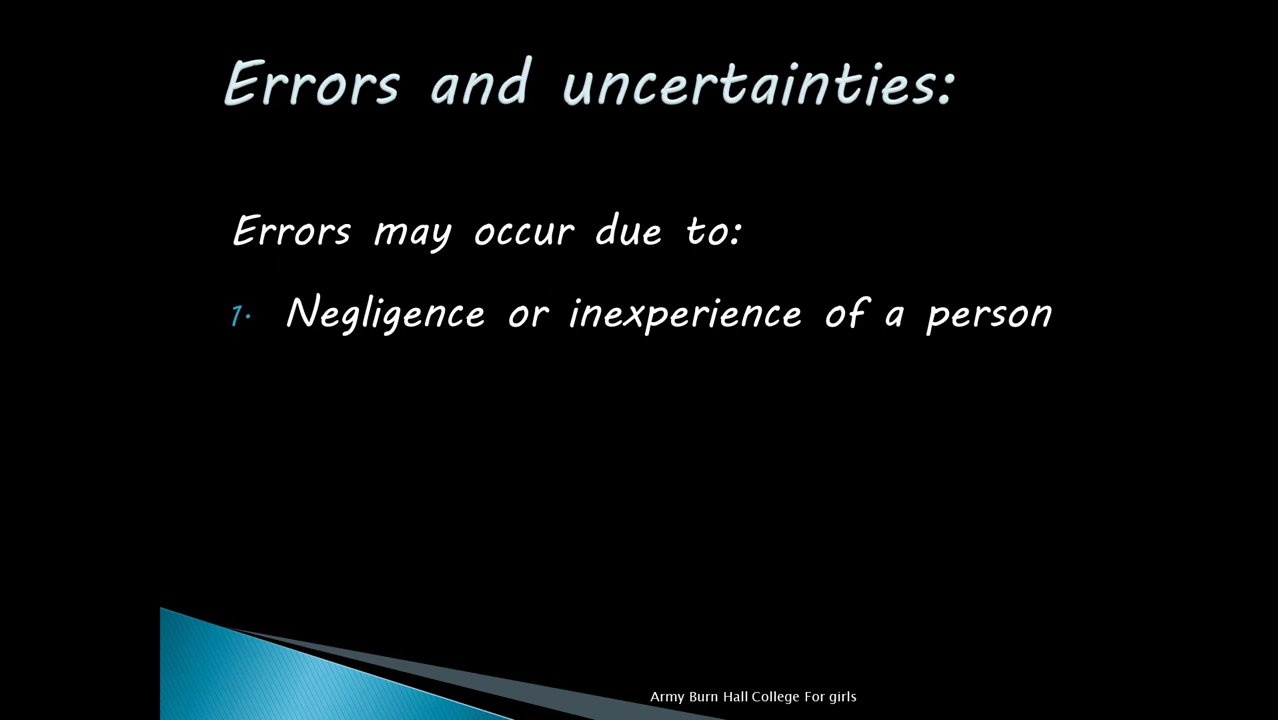 Errors and uncertainties:
Errors may occur due to:
1. Negligence or inexperience of a person
Army Burn Hall College For girls